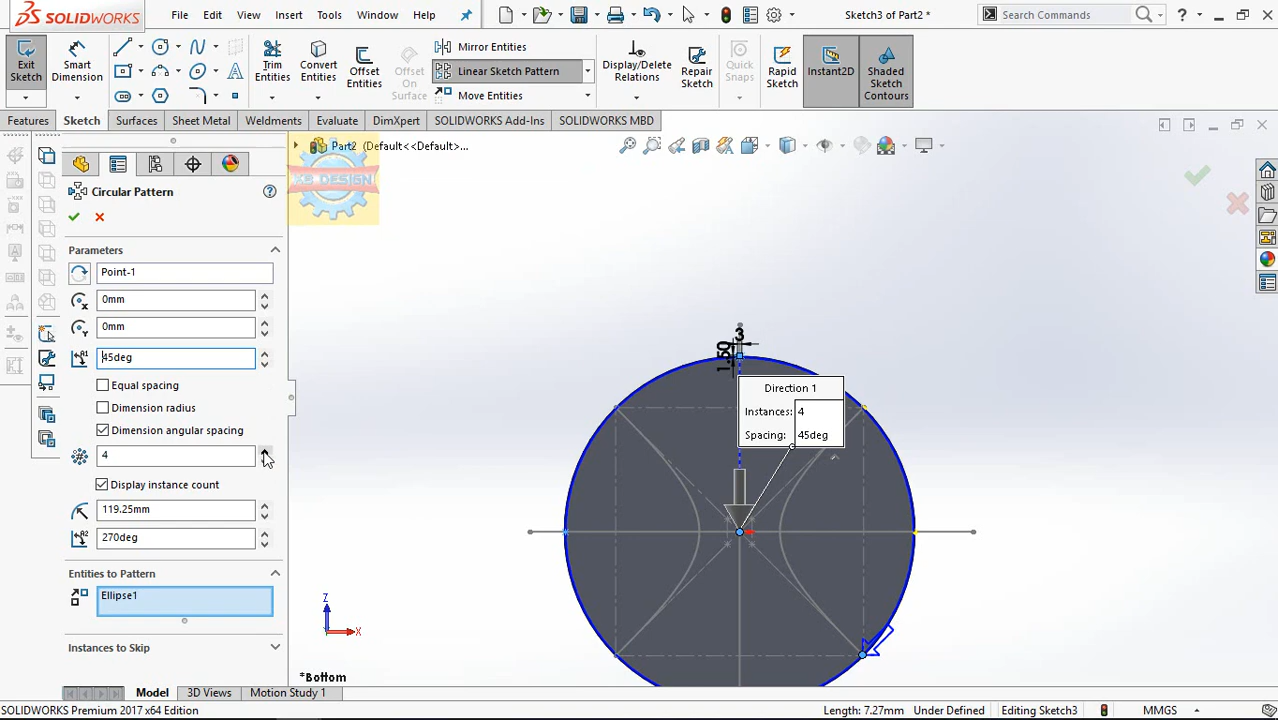 SOLIDWORKS
File
Edit
View
Insert
Tools
Window
Help
Sketch3 of Part2 *
Search Commands
Exit Sketch
Smart Dimension
Trim Entities
Convert Entities
Offset Entities
Offset On Surface
Mirror Entities
Linear Sketch Pattern
Move Entities
Display/Delete Relations
Repair Sketch
Quick Snaps
Rapid Sketch
Instant2D
Shaded Sketch Contours
Features
Sketch
Surfaces
Sheet Metal
Weldments
Evaluate
DimXpert
SOLIDWORKS Add-Ins
SOLIDWORKS MBD
Part2 (Default<<Default>...
KB DESIGN
Circular Pattern
Parameters
Point-1
0mm
0mm
45deg
Equal spacing
Dimension radius
Dimension angular spacing
4
Display instance count
119.25mm
270deg
Entities to Pattern
Ellipse1
Instances to Skip
3
1.50
Direction 1
Instances: 4
Spacing: 45deg
Z
X
*Bottom
Model
3D Views
Motion Study 1
SOLIDWORKS Premium 2017 x64 Edition
Length: 7.27mm
Under Defined
Editing Sketch3
MMGS